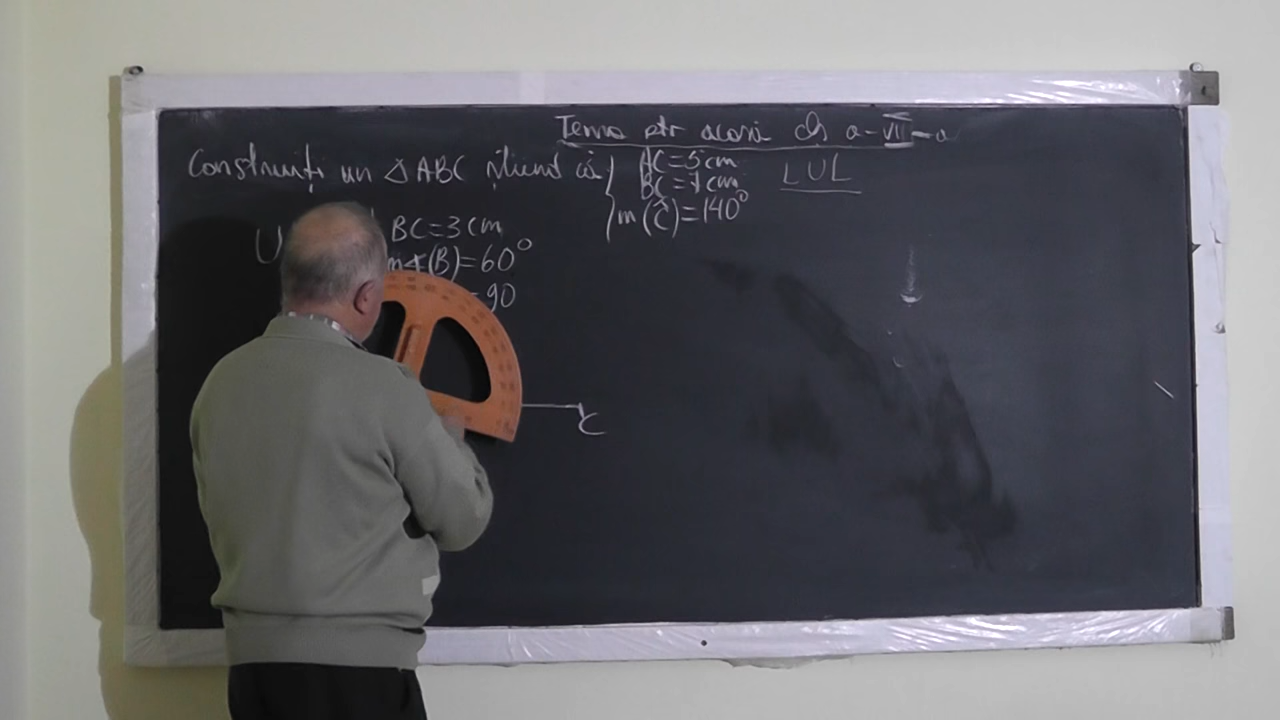 Tema ptr acasă cls a-VII-a
Construiți un △ABC știind că { AC=5cm
BC=7cm
m(Ĉ)=140°
LUL
U
BC=3cm
m∢(B)=60°
=90
C